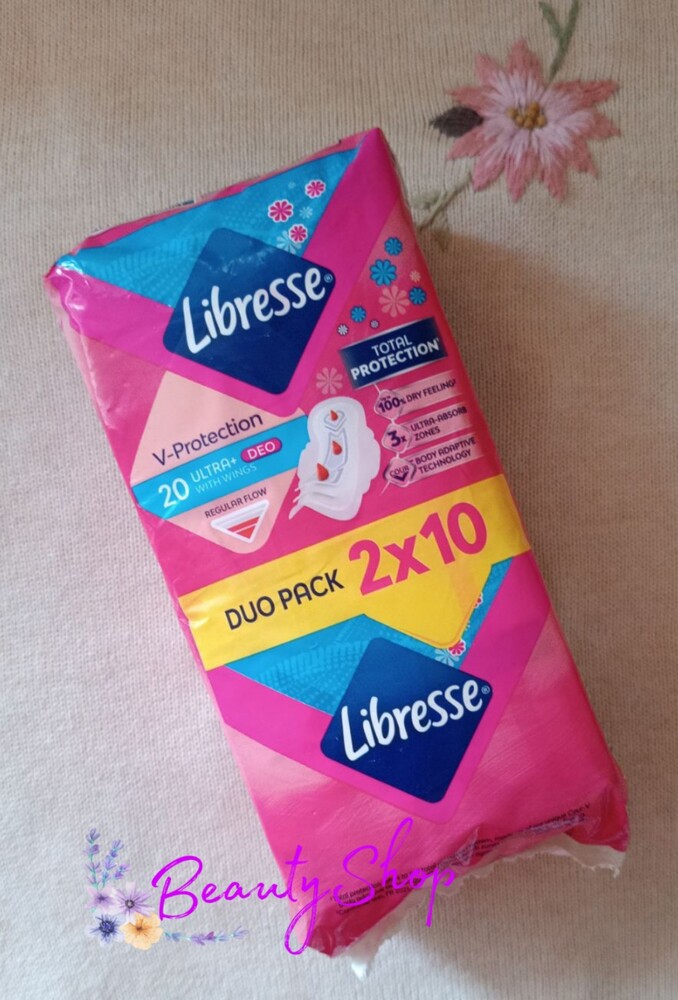 Libresse®
TOTAL
PROTECTION
100% DRY FEELING
3x ULTRA-ABSORB
ZONES
BODY ADAPTIVE
TECHNOLOGY
V-Protection
20 ULTRA+ DEO
WITH WINGS
REGULAR FLOW
DUO PACK 2x10
Libresse®
BeautyShop